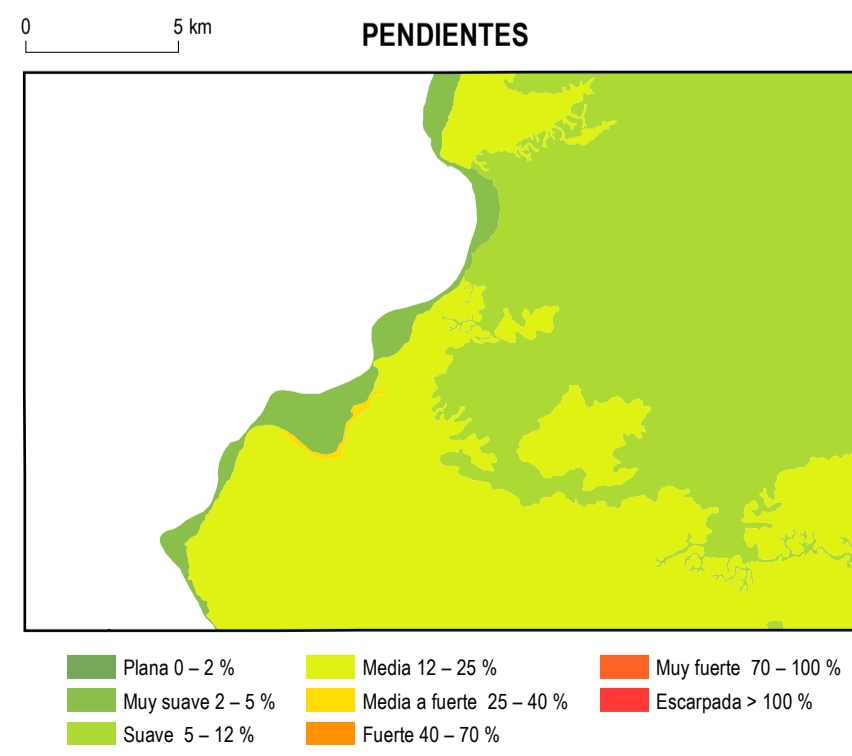 0 5 km
PENDIENTES
Plana 0 – 2 %
Muy suave 2 – 5 %
Suave 5 – 12 %
Media 12 – 25 %
Media a fuerte 25 – 40 %
Fuerte 40 – 70 %
Muy fuerte 70 – 100 %
Escarpada > 100 %